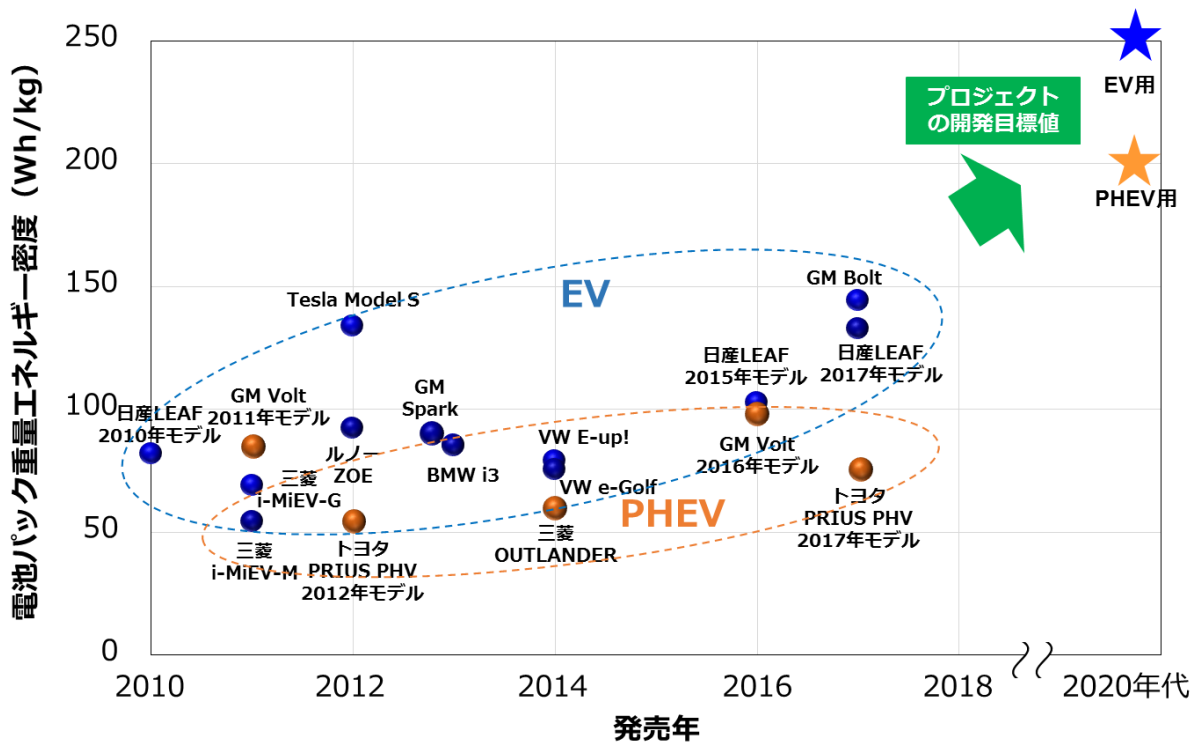 電池パック重量エネルギー密度（Wh/kg）
250
200
150
100
50
0
EV用
プロジェクト
の開発目標値
PHEV用
GM Bolt
Tesla Model S
EV
日産LEAF
2017年モデル
日産LEAF
2015年モデル
GM Volt
2011年モデル
GM
Spark
日産LEAF
2010年モデル
ルノー
ZOE
BMW i3
VW E-up!
GM Volt
2016年モデル
三菱
i-MiEV-G
VW e-Golf
PHEV
トヨタ
PRIUS PHV
2017年モデル
三菱
OUTLANDER
三菱
i-MiEV-M
トヨタ
PRIUS PHV
2012年モデル
2010
2012
2014
2016
2018
2020年代
発売年